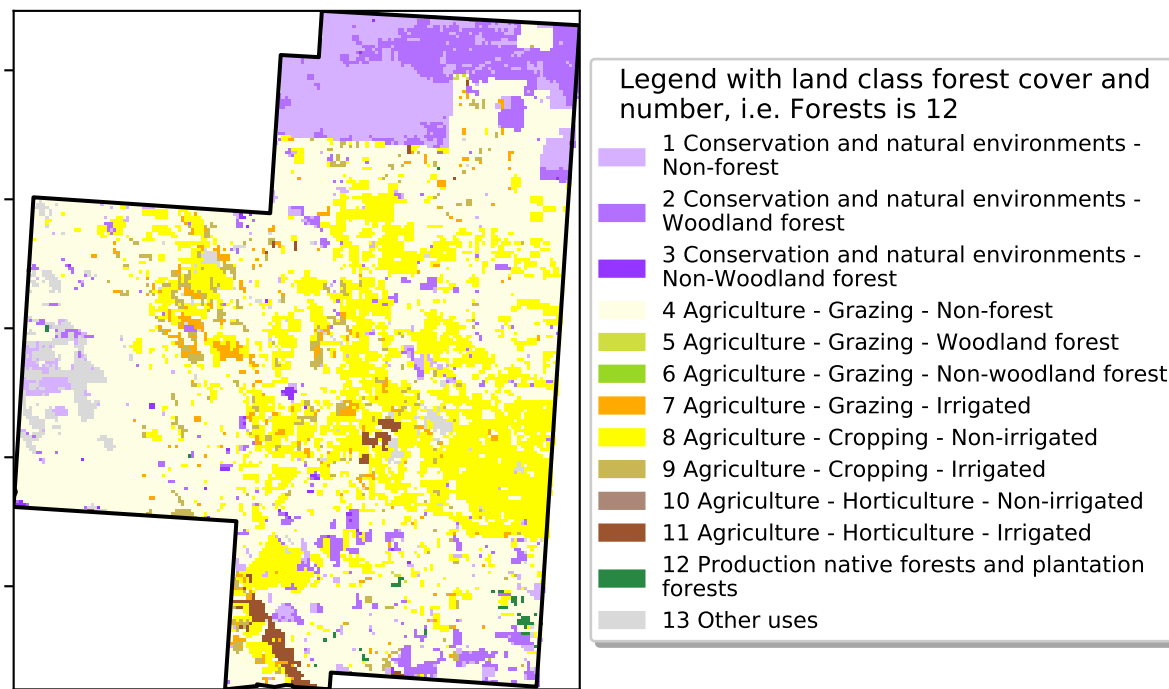 Legend with land class forest cover and
number, i.e. Forests is 12
1 Conservation and natural environments -
Non-forest
2 Conservation and natural environments -
Woodland forest
3 Conservation and natural environments -
Non-Woodland forest
4 Agriculture - Grazing - Non-forest
5 Agriculture - Grazing - Woodland forest
6 Agriculture - Grazing - Non-woodland forest
7 Agriculture - Grazing - Irrigated
8 Agriculture - Cropping - Non-irrigated
9 Agriculture - Cropping - Irrigated
10 Agriculture - Horticulture - Non-irrigated
11 Agriculture - Horticulture - Irrigated
12 Production native forests and plantation
forests
13 Other uses